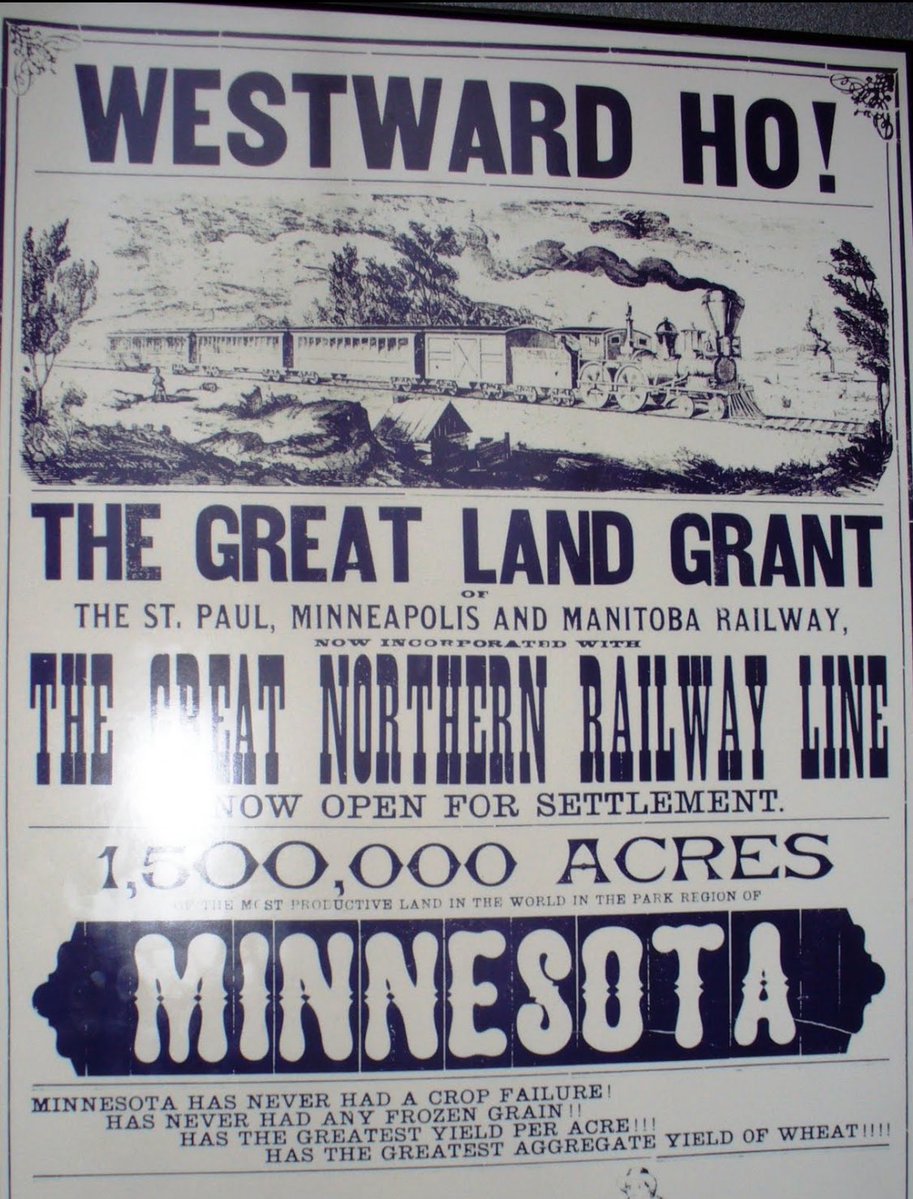 WESTWARD HO!
THE GREAT LAND GRANT
OF
THE ST. PAUL, MINNEAPOLIS AND MANITOBA RAILWAY,
NOW INCORPORATED WITH
THE GREAT NORTHERN RAILWAY LINE
NOW OPEN FOR SETTLEMENT.
1,500,000 ACRES
OF THE MOST PRODUCTIVE LAND IN THE WORLD IN THE PARK REGION OF
MINNESOTA
MINNESOTA HAS NEVER HAD A CROP FAILURE!
HAS NEVER HAD ANY FROZEN GRAIN!!
HAS THE GREATEST YIELD PER ACRE!!!
HAS THE GREATEST AGGREGATE YIELD OF WHEAT!!!!